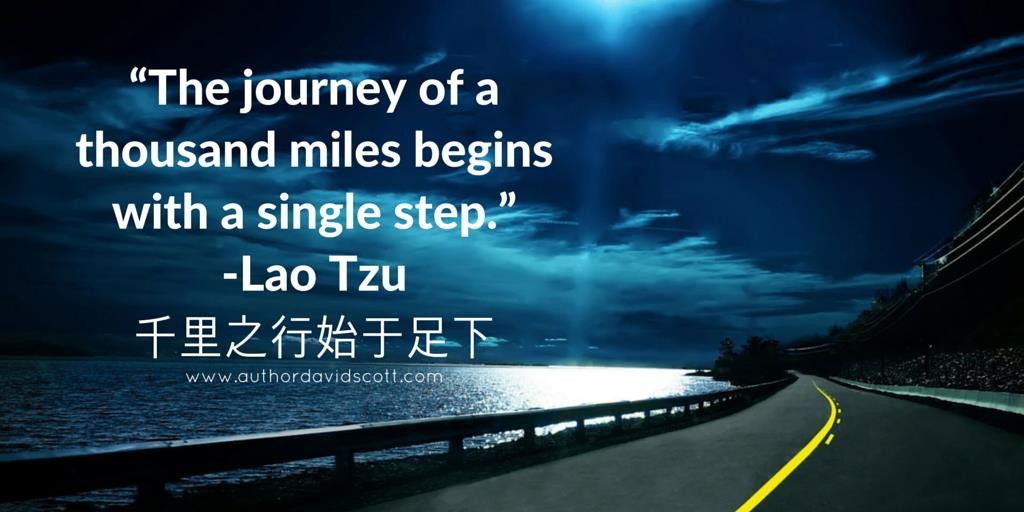 “The journey of a
thousand miles begins
with a single step.”
-Lao Tzu
千里之行始于足下
www.authordavidscott.com